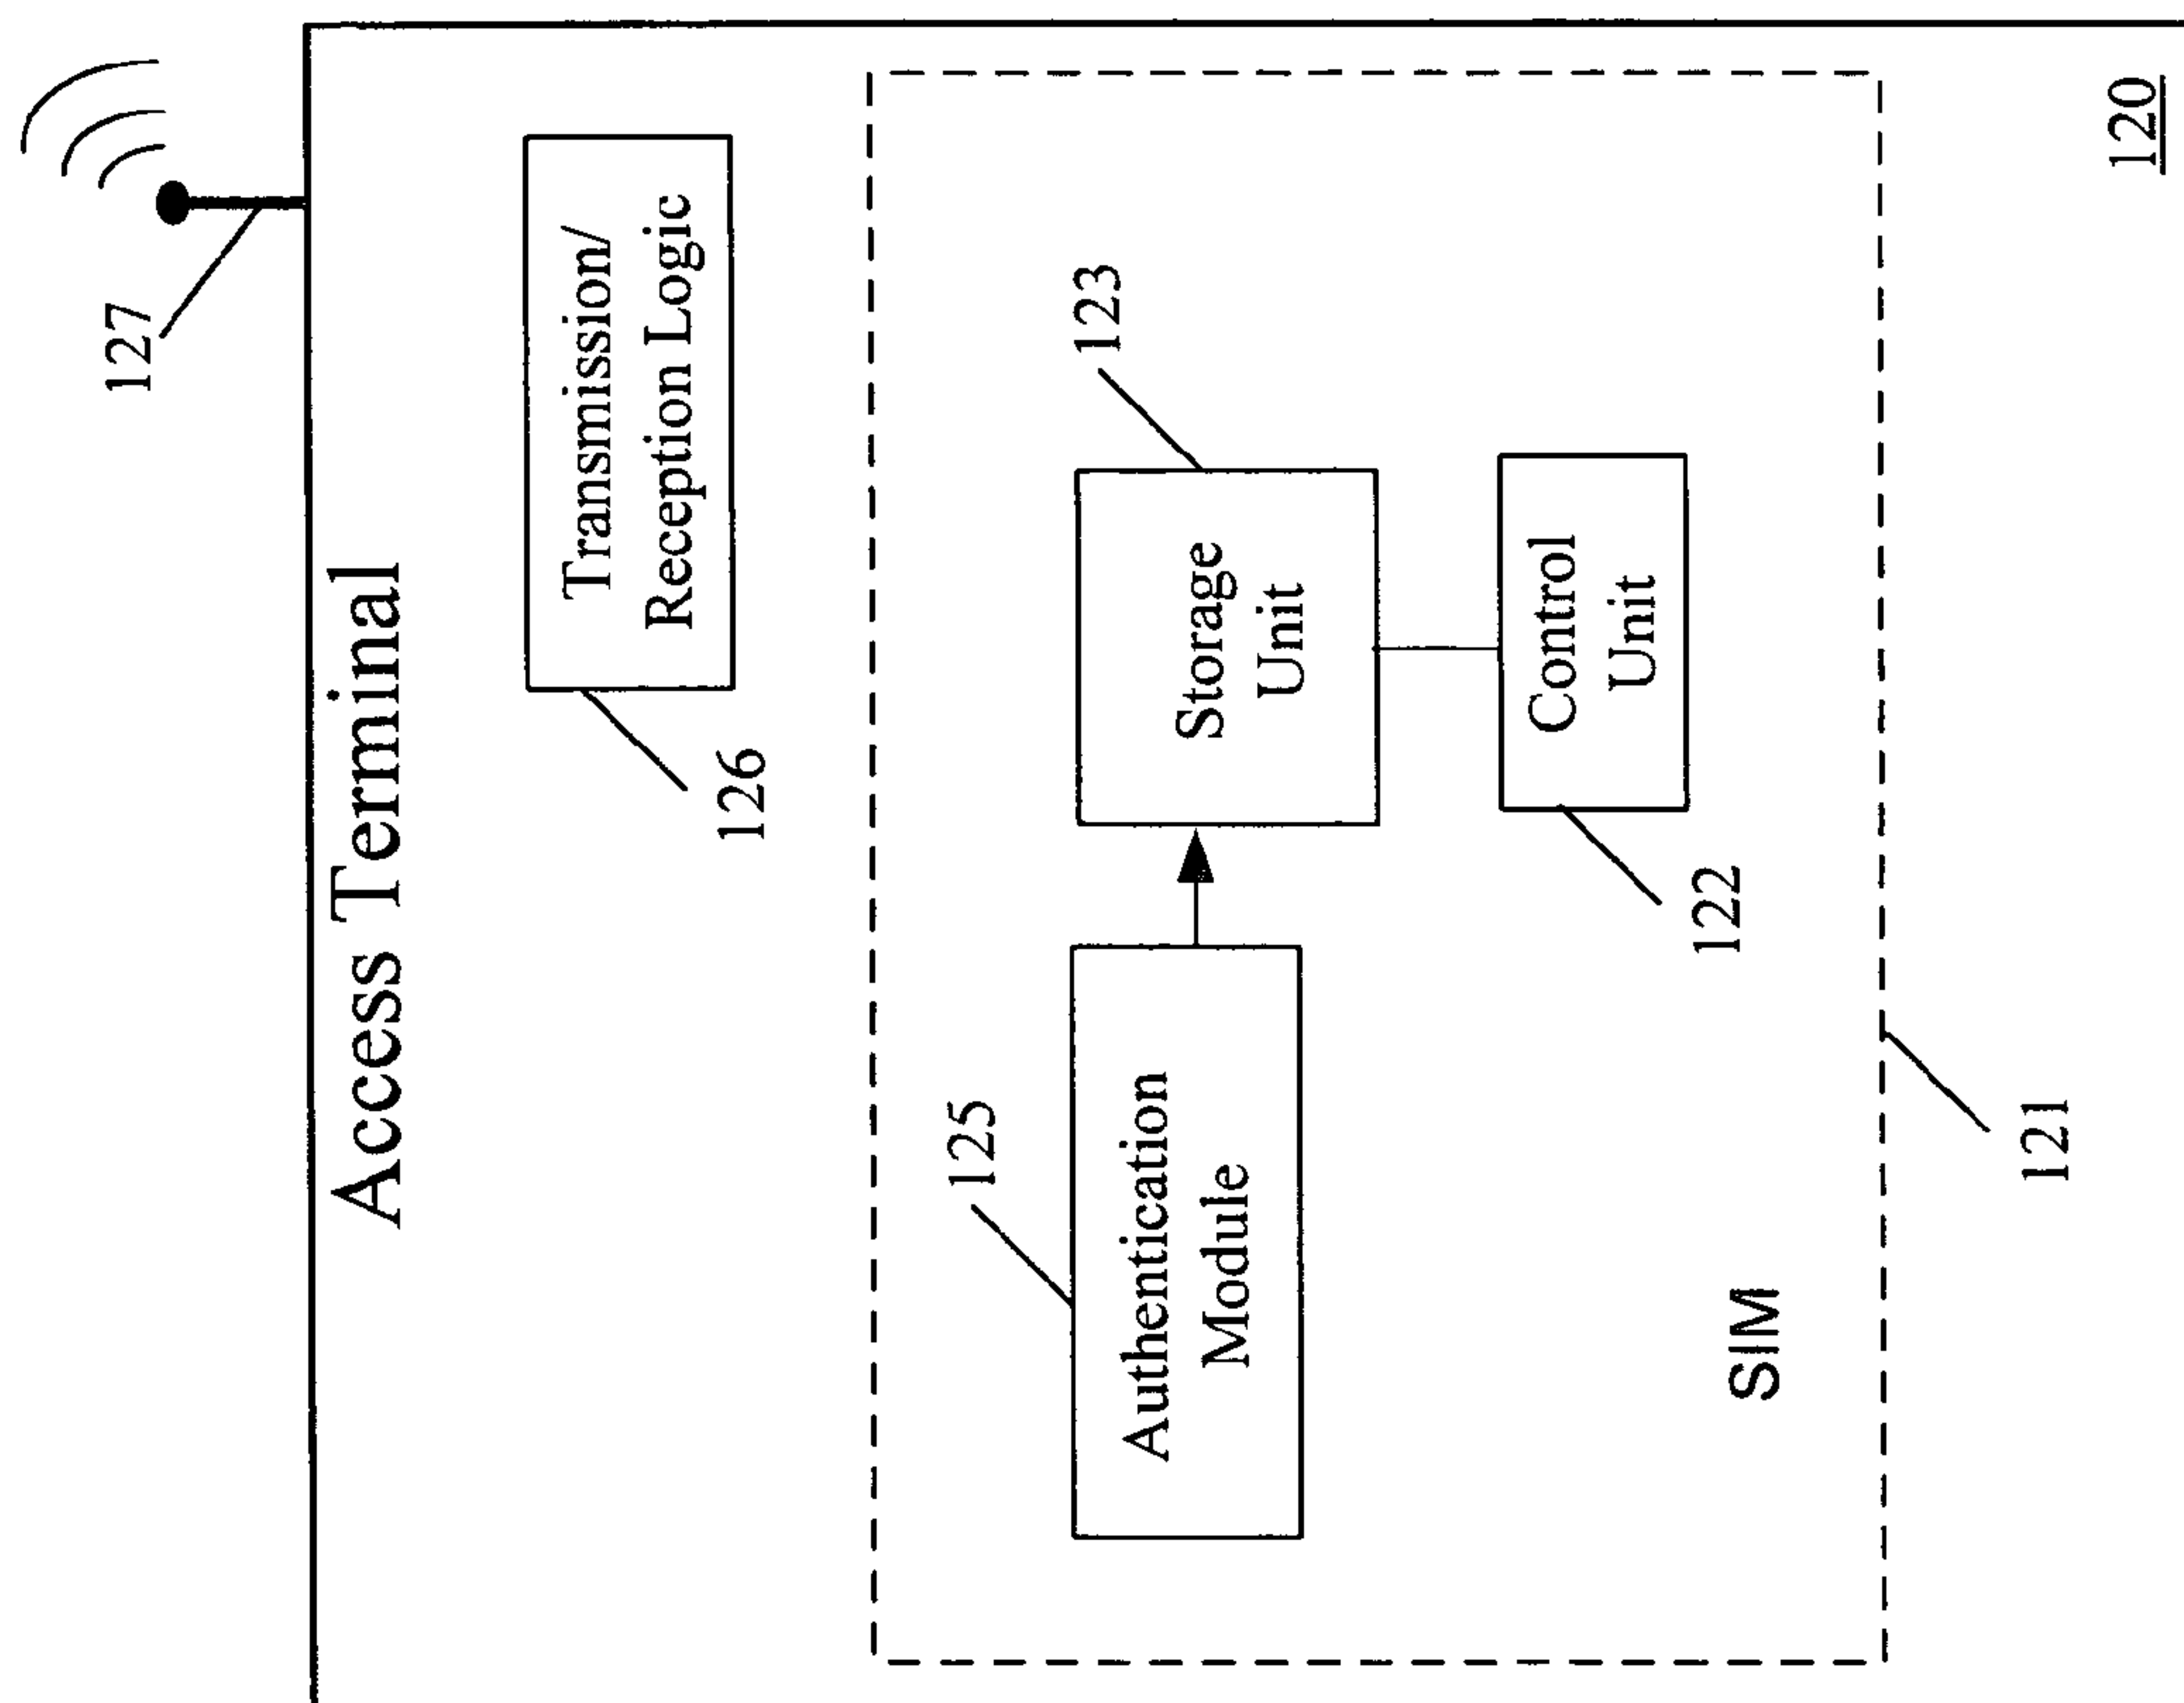 Access Terminal
127
Transmission/
Reception Logic
126
125
Authentication
Module
123
Storage
Unit
Control
Unit
122
SIM
121
120